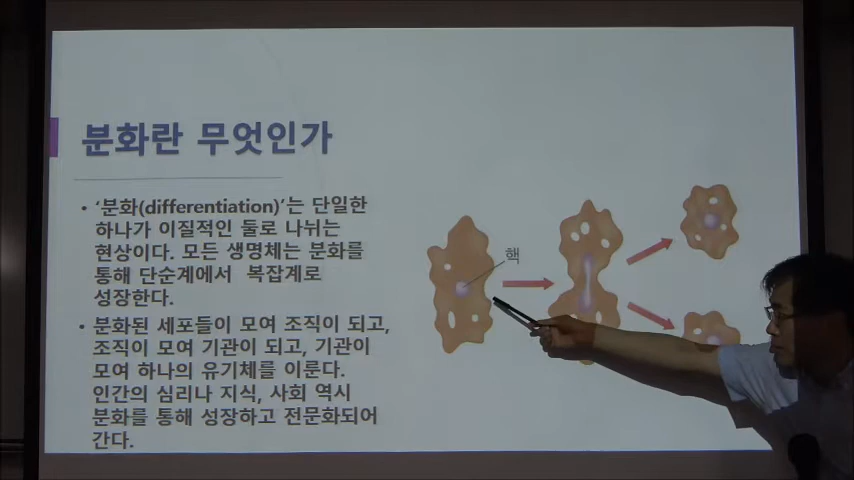 분화란 무엇인가
• ‘분화(differentiation)’는 단일한
하나가 이질적인 둘로 나뉘는
현상이다. 모든 생명체는 분화를
통해 단순계에서 복잡계로
성장한다.
• 분화된 세포들이 모여 조직이 되고,
조직이 모여 기관이 되고, 기관이
모여 하나의 유기체를 이룬다.
인간의 심리나 지식, 사회 역시
분화를 통해 성장하고 전문화되어
간다.
핵